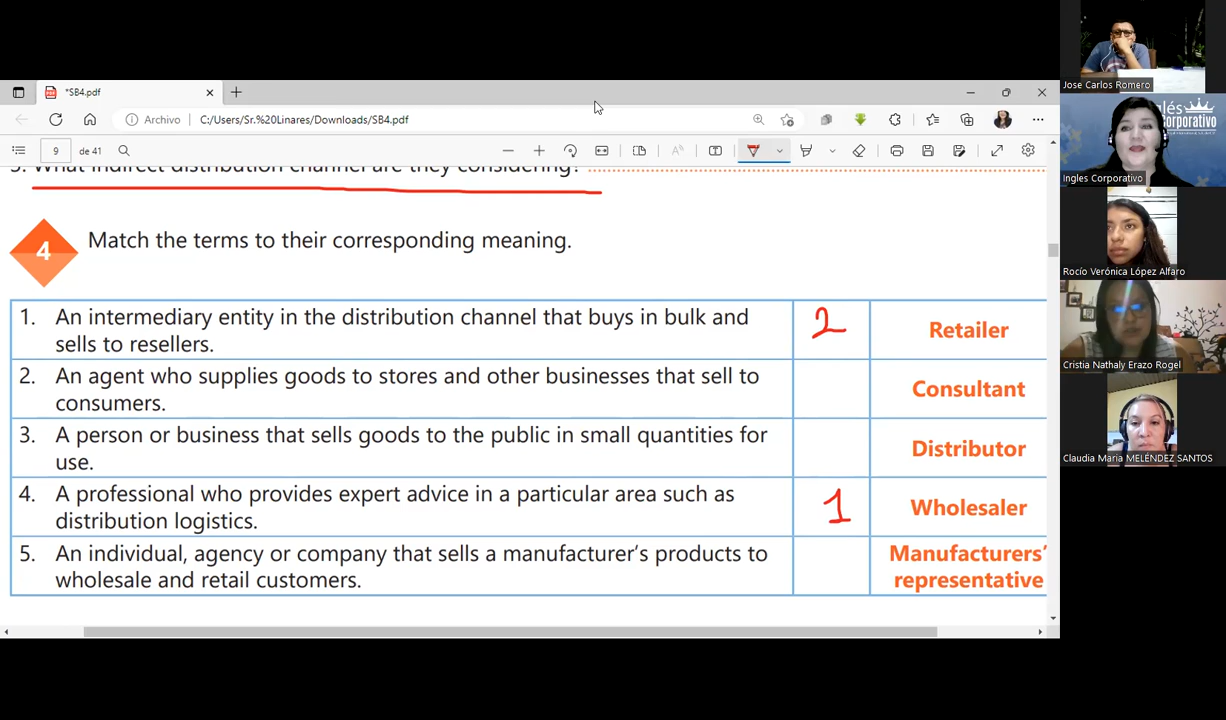 *SB4.pdf
Archivo
C:/Users/Sr.%20Linares/Downloads/SB4.pdf
9
de 41
3. What indirect distribution channel are they considering?
4
Match the terms to their corresponding meaning.
1. An intermediary entity in the distribution channel that buys in bulk and
sells to resellers.
2
Retailer
2. An agent who supplies goods to stores and other businesses that sell to
consumers.
Consultant
3. A person or business that sells goods to the public in small quantities for
use.
Distributor
4. A professional who provides expert advice in a particular area such as
distribution logistics.
1
Wholesaler
5. An individual, agency or company that sells a manufacturer's products to
wholesale and retail customers.
Manufacturers'
representative
Jose Carlos Romero
Corporativo
Ingles Corporativo
Rocío Verónica López Alfaro
Cristia Nathaly Erazo Rogel
Claudia Maria MELÉNDEZ SANTOS